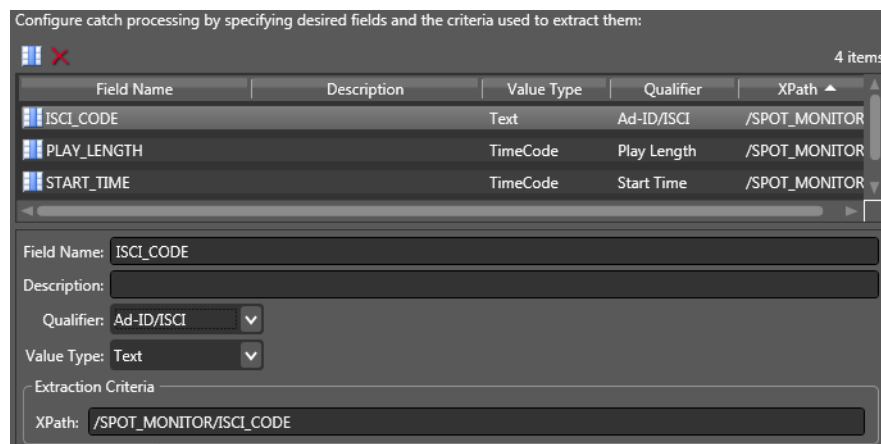 Configure catch processing by specifying desired fields and the criteria used to extract them:
4 items
Field Name Description Value Type Qualifier XPath
ISCI_CODE Text Ad-ID/ISCI /SPOT_MONITOR
PLAY_LENGTH TimeCode Play Length /SPOT_MONITOR
START_TIME TimeCode Start Time /SPOT_MONITOR
Field Name: ISCI_CODE
Description:
Qualifier: Ad-ID/ISCI
Value Type: Text
Extraction Criteria
XPath: /SPOT_MONITOR/ISCI_CODE